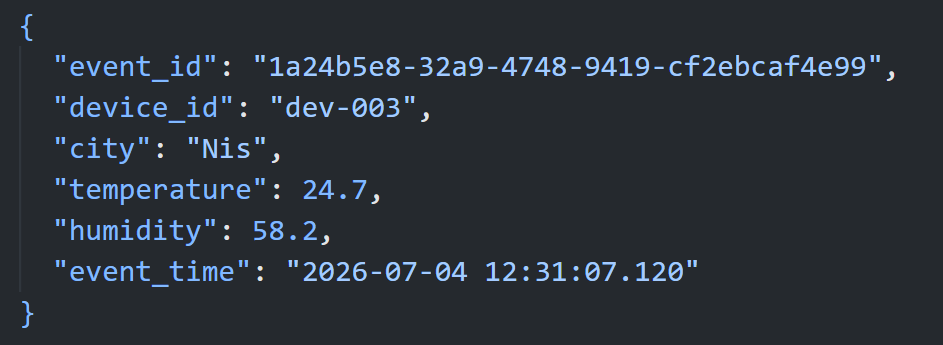 {
"event_id": "1a24b5e8-32a9-4748-9419-cf2ebcaf4e99",
"device_id": "dev-003",
"city": "Nis",
"temperature": 24.7,
"humidity": 58.2,
"event_time": "2026-07-04 12:31:07.120"
}